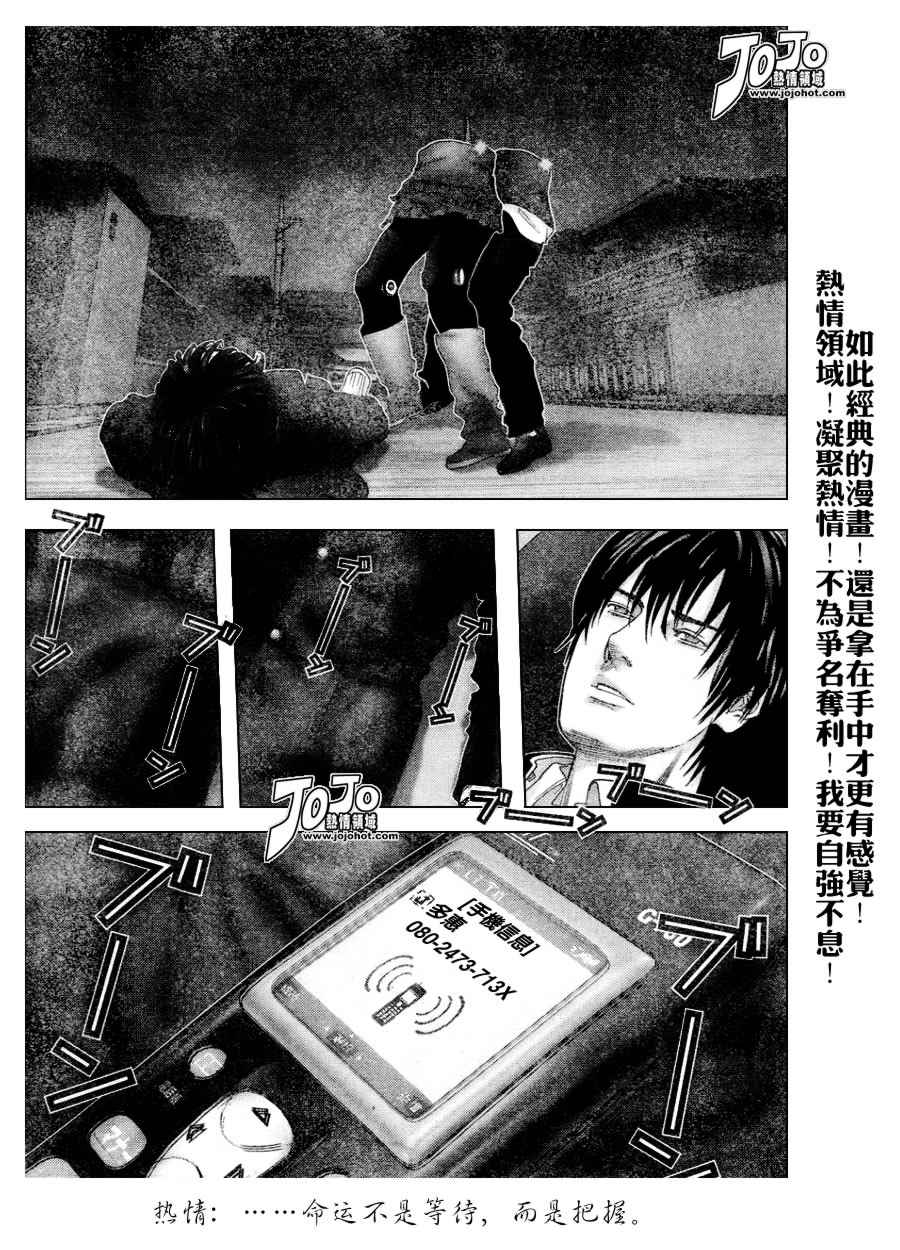 JOJO
熱情領域
www.jojohot.com
如此經典的漫畫！還是拿在手中才更有感覺！
熱情領域！凝聚熱情！不為爭名奪利！我要自強不息！
ブーーン
ブーーン
ブーン
ブーン
JOJO
熱情領域
www.jojohot.com
[手機信息]
多惠
080-2473-713X
マナー
ブーーン
ブーーン
热情：……命运不是等待，而是把握。